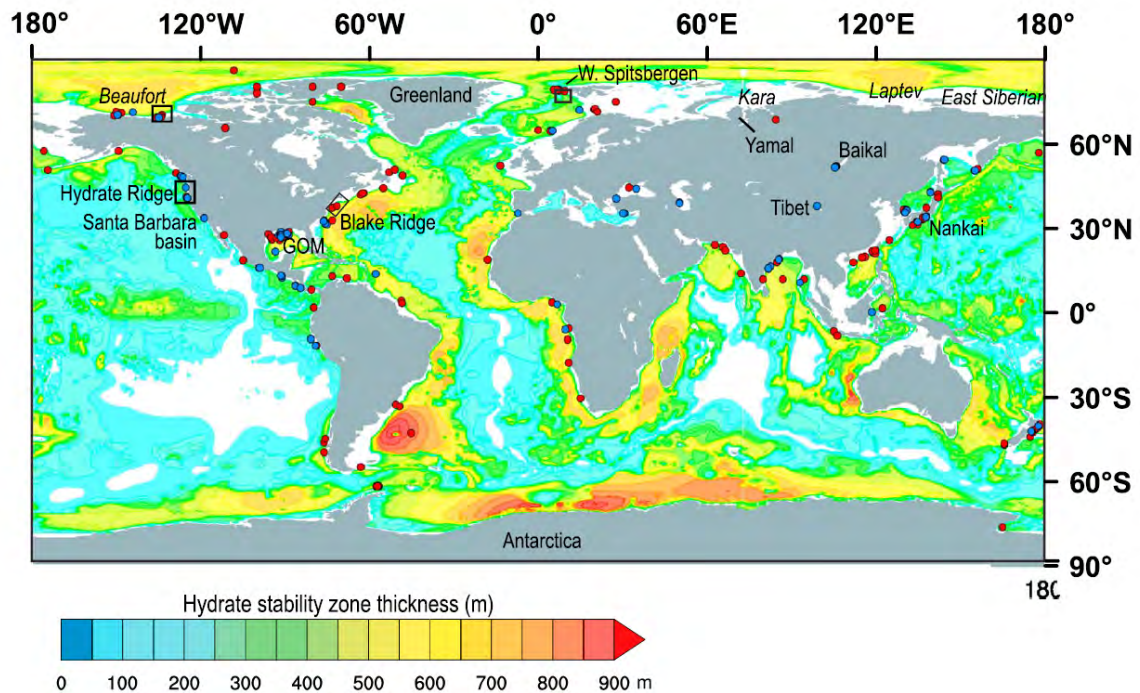 180° 120°W 60°W 0° 60°E 120°E 180°
W. Spitsbergen
Beaufort
Greenland
Kara
Laptev
East Siberian
60°N
Yamal
Baikal
Hydrate Ridge
Tibet
Santa Barbara
basin
Blake Ridge
Nankai
30°N
GOM
0°
30°S
60°S
Antarctica
90°
180
Hydrate stability zone thickness (m)
0 100 200 300 400 500 600 700 800 900 m